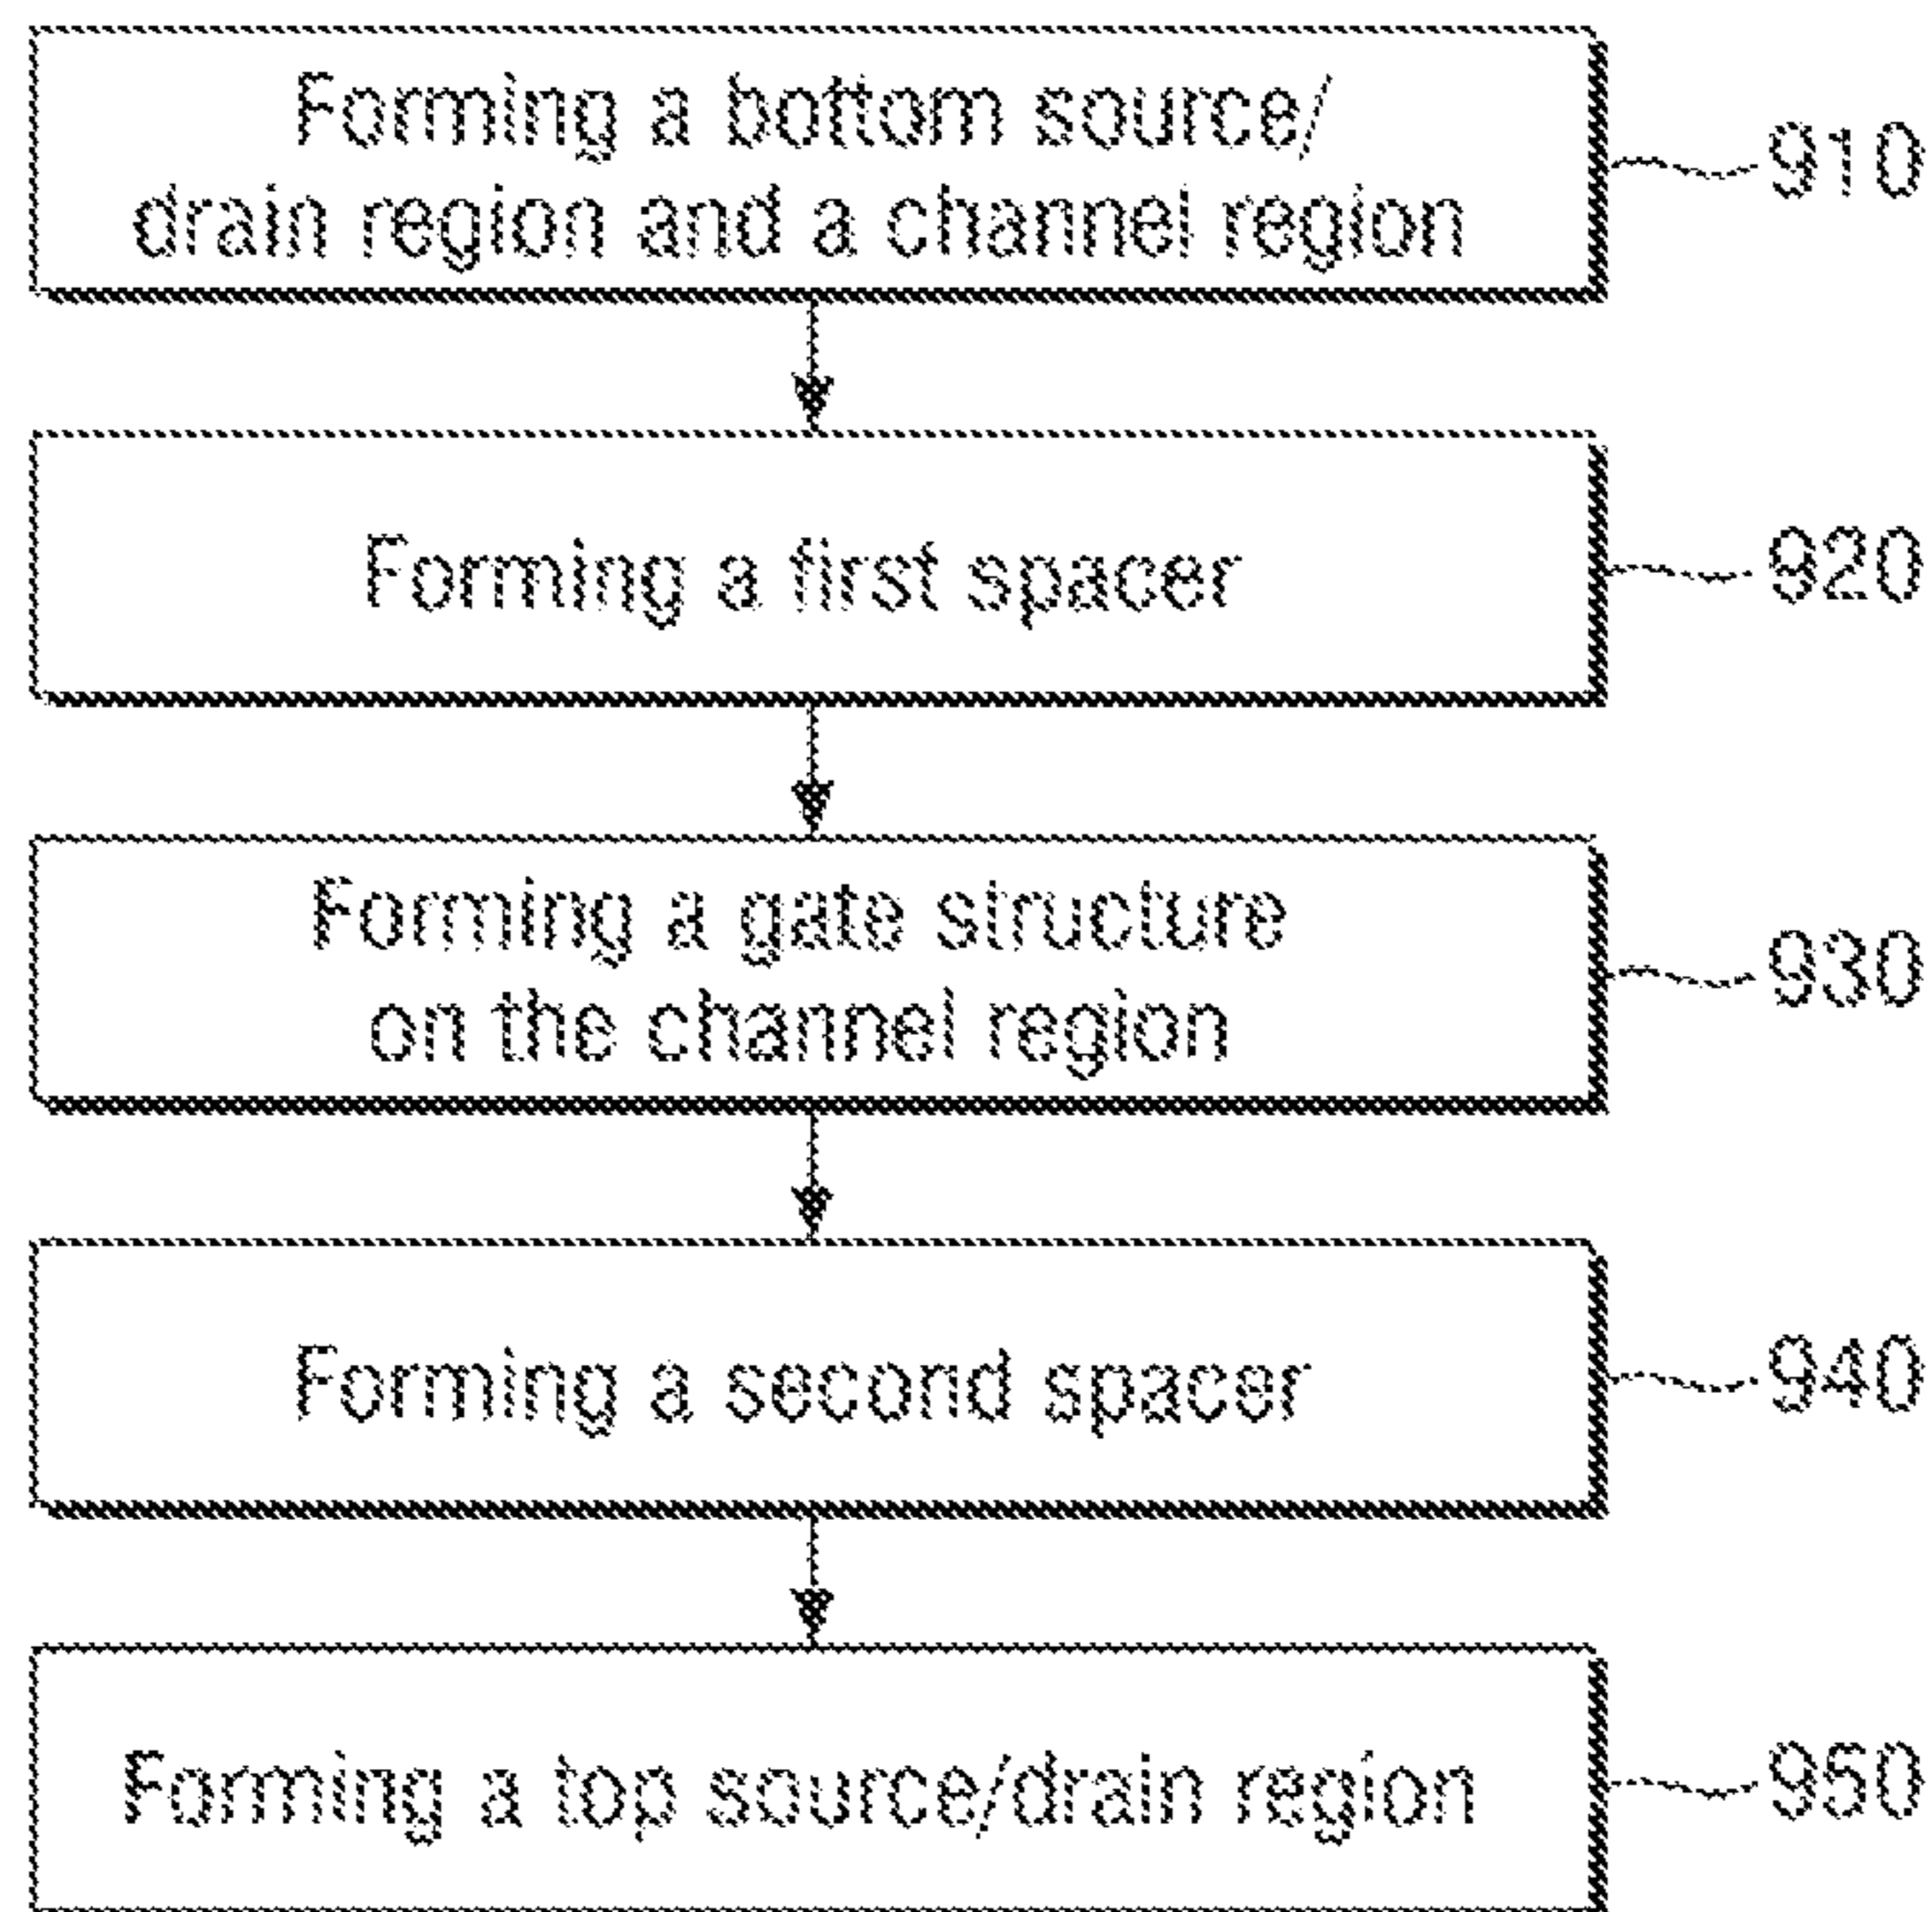 Forming a bottom source/
drain region and a channel region
910
Forming a first spacer
920
Forming a gate structure
on the channel region
930
Forming a second spacer
940
Forming a top source/drain region
950